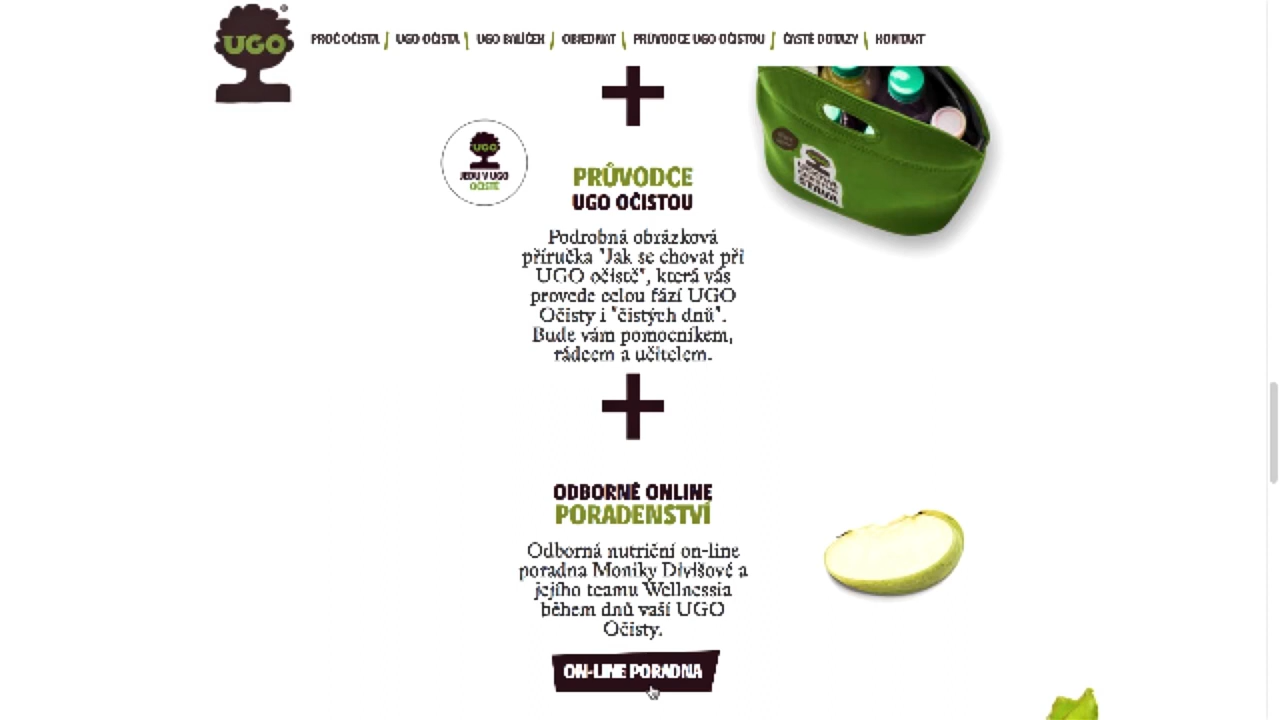 UGO
PROČ OČISTA / UGO OČISTA \ UGO BALÍČEK / OBJEDNAT \ PRŮVODCE UGO OČISTOU / ČASTÉ DOTAZY \ KONTAKT
UGO
JEDU V UGO
OČISTĚ
PRŮVODCE
UGO OČISTOU
Podrobná obrázková
příručka "Jak se chovat při
UGO očistě", která vás
provede celou fází UGO
Očisty i "čistých dnů".
Bude vám pomocníkem,
rádcem a učitelem.
ODBORNÉ ONLINE
PORADENSTVÍ
Odborná nutriční on-line
poradna Moniky Divišové a
jejího teamu Wellnessia
během dnů vaší UGO
Očisty.
ON-LINE PORADNA